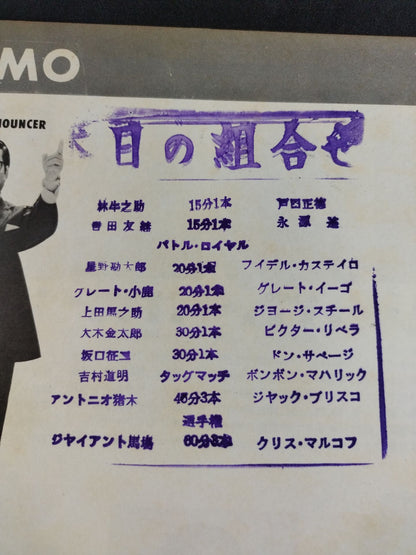 MO
NOUNCER
本日の組合せ
林牛之助 15分1本 戸口正徳
吉田友継 15分1本 永源遥
バトル・ロイヤル
星野勘太郎 20分1本 フイデル・カステイロ
グレート・小鹿 20分1本 ゲレート・イーゴ
上田馬之助 20分1本 ジョージ・スチール
大木金太郎 30分1本 ビクター・リベラ
坂口征二 30分1本 ドン・サベージ
吉村道明 タッグマッチ ボンボン・マハリック
アントニオ猪木 45分3本 ジヤック・ブリスコ
選手権
ジヤイアント馬場 60分3本 クリス・マルコフ